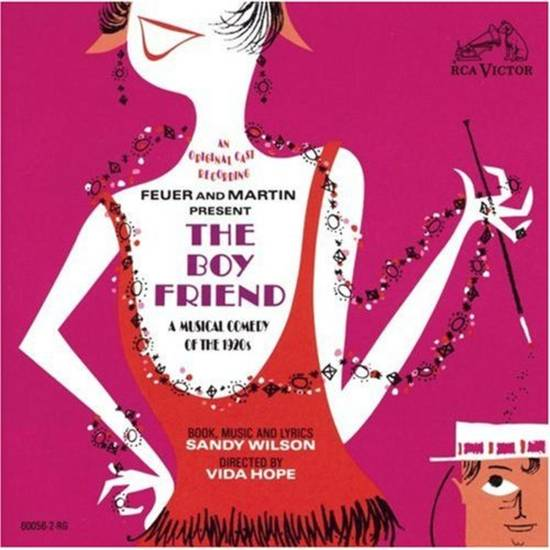 RCA VICTOR
AN
ORIGINAL CAST
RECORDING
FEUER AND MARTIN
PRESENT
THE
BOY
FRIEND
A MUSICAL COMEDY
OF THE 1920s
BOOK, MUSIC AND LYRICS
SANDY WILSON
DIRECTED BY
VIDA HOPE
60056-2-RG